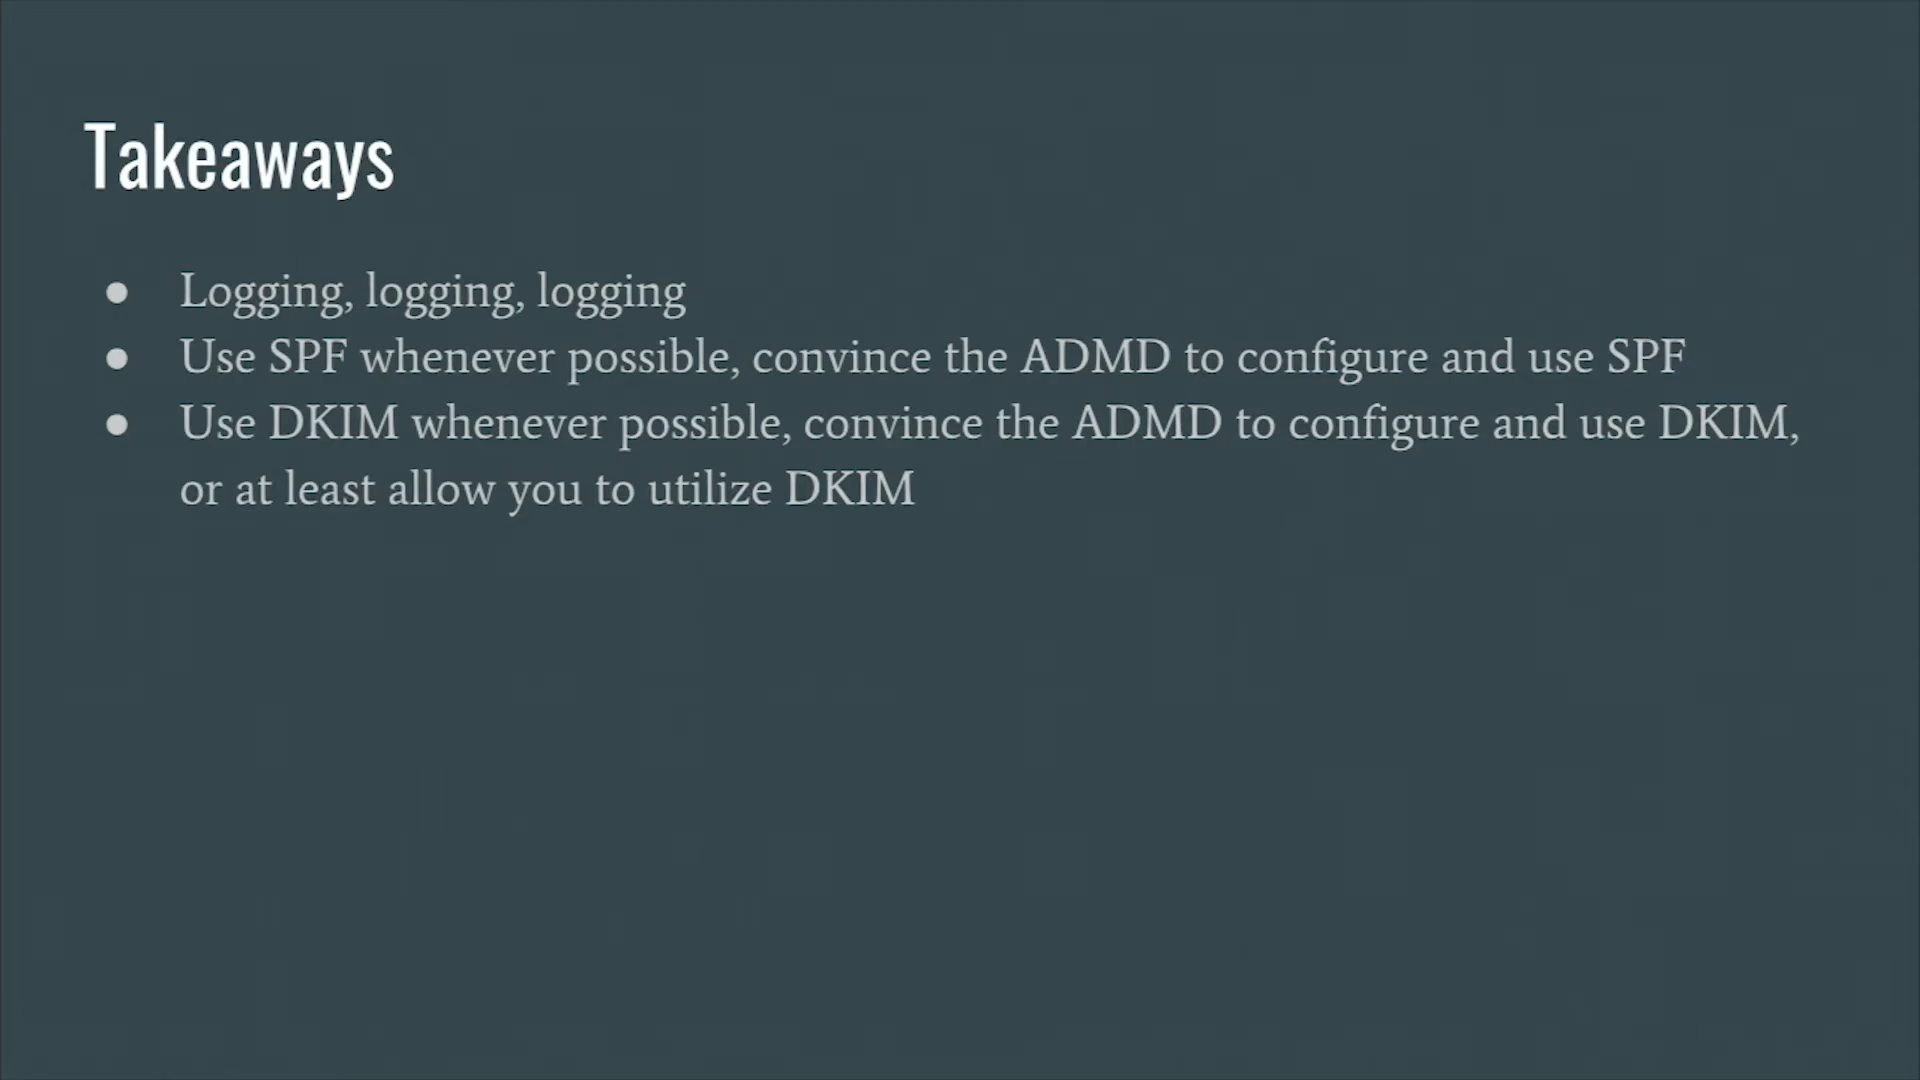 Takeaways
● Logging, logging, logging
● Use SPF whenever possible, convince the ADMD to configure and use SPF
● Use DKIM whenever possible, convince the ADMD to configure and use DKIM,
or at least allow you to utilize DKIM